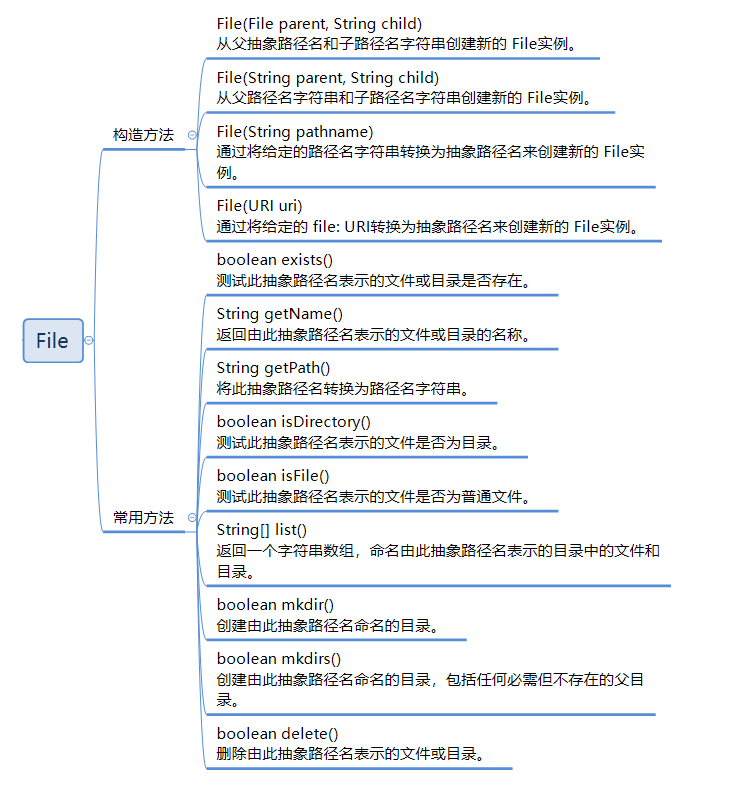 File
构造方法
File(File parent, String child)
从父抽象路径名和子路径名字符串创建新的 File实例。
File(String parent, String child)
从父路径名字符串和子路径名字符串创建新的 File实例。
File(String pathname)
通过将给定的路径名字符串转换为抽象路径名来创建新的 File实
例。
File(URI uri)
通过将给定的 file: URI转换为抽象路径名来创建新的 File实例。
常用方法
boolean exists()
测试此抽象路径名表示的文件或目录是否存在。
String getName()
返回由此抽象路径名表示的文件或目录的名称。
String getPath()
将此抽象路径名转换为路径名字符串。
boolean isDirectory()
测试此抽象路径名表示的文件是否为目录。
boolean isFile()
测试此抽象路径名表示的文件是否为普通文件。
String[] list()
返回一个字符串数组，命名由此抽象路径名表示的目录中的文件和
目录。
boolean mkdir()
创建由此抽象路径名命名的目录。
boolean mkdirs()
创建由此抽象路径名命名的目录，包括任何必需但不存在的父目
录。
boolean delete()
删除由此抽象路径名表示的文件或目录。